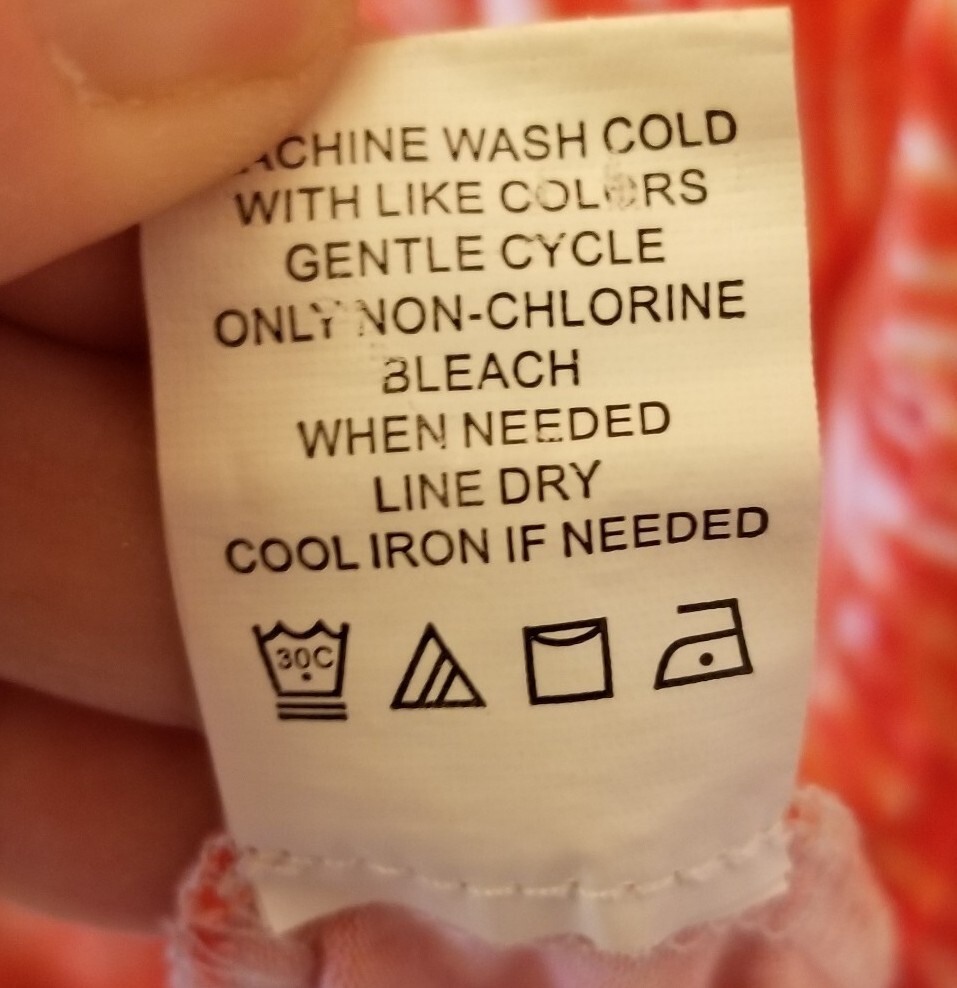 MACHINE WASH COLD
WITH LIKE COLORS
GENTLE CYCLE
ONLY NON-CHLORINE
BLEACH
WHEN NEEDED
LINE DRY
COOL IRON IF NEEDED
30C